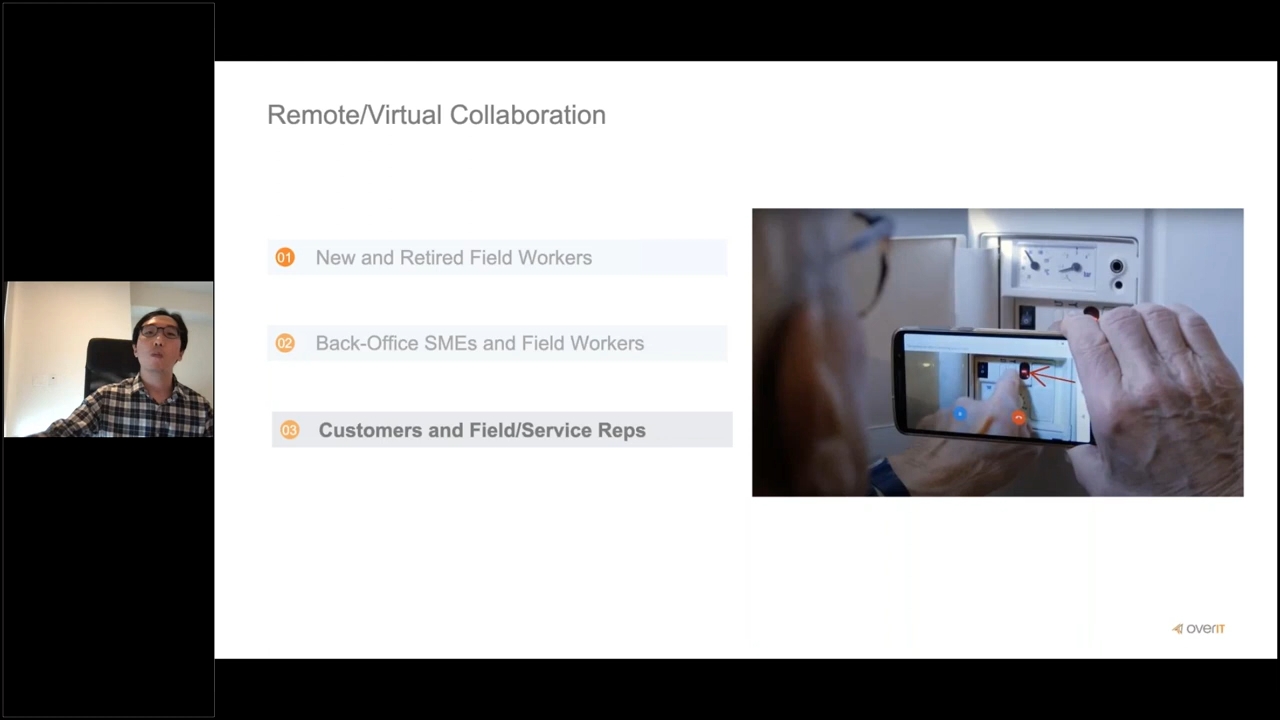 Remote/Virtual Collaboration
01 New and Retired Field Workers
02 Back-Office SMEs and Field Workers
03 Customers and Field/Service Reps
overIT